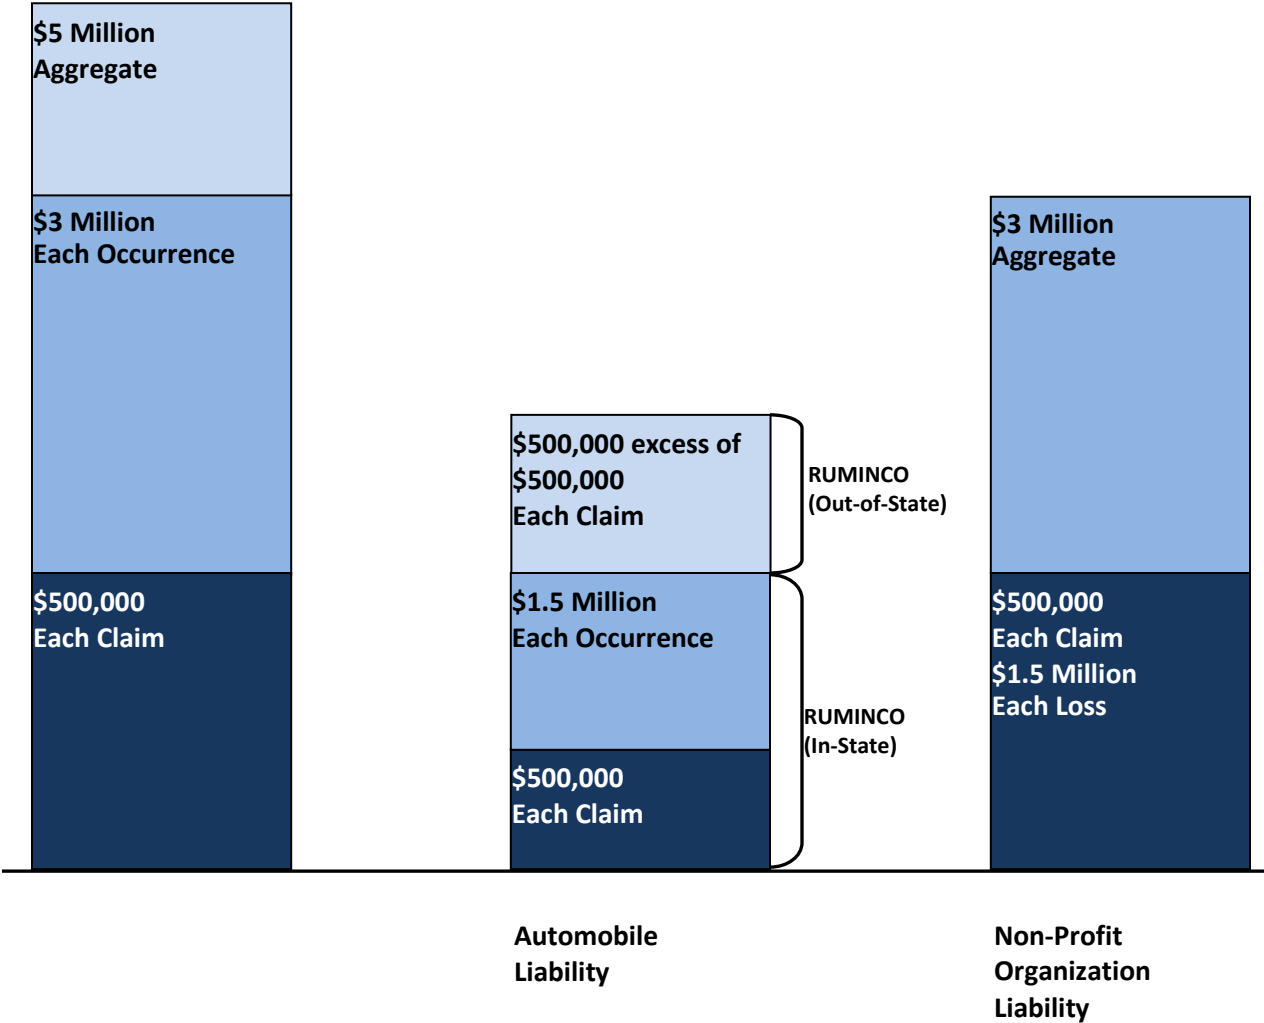 $5 Million
Aggregate
$3 Million
Each Occurrence
$500,000
Each Claim
$500,000 excess of
$500,000
Each Claim
RUMINCO
(Out-of-State)
$1.5 Million
Each Occurrence
RUMINCO
(In-State)
$500,000
Each Claim
Automobile
Liability
$3 Million
Aggregate
$500,000
Each Claim
$1.5 Million
Each Loss
Non-Profit
Organization
Liability